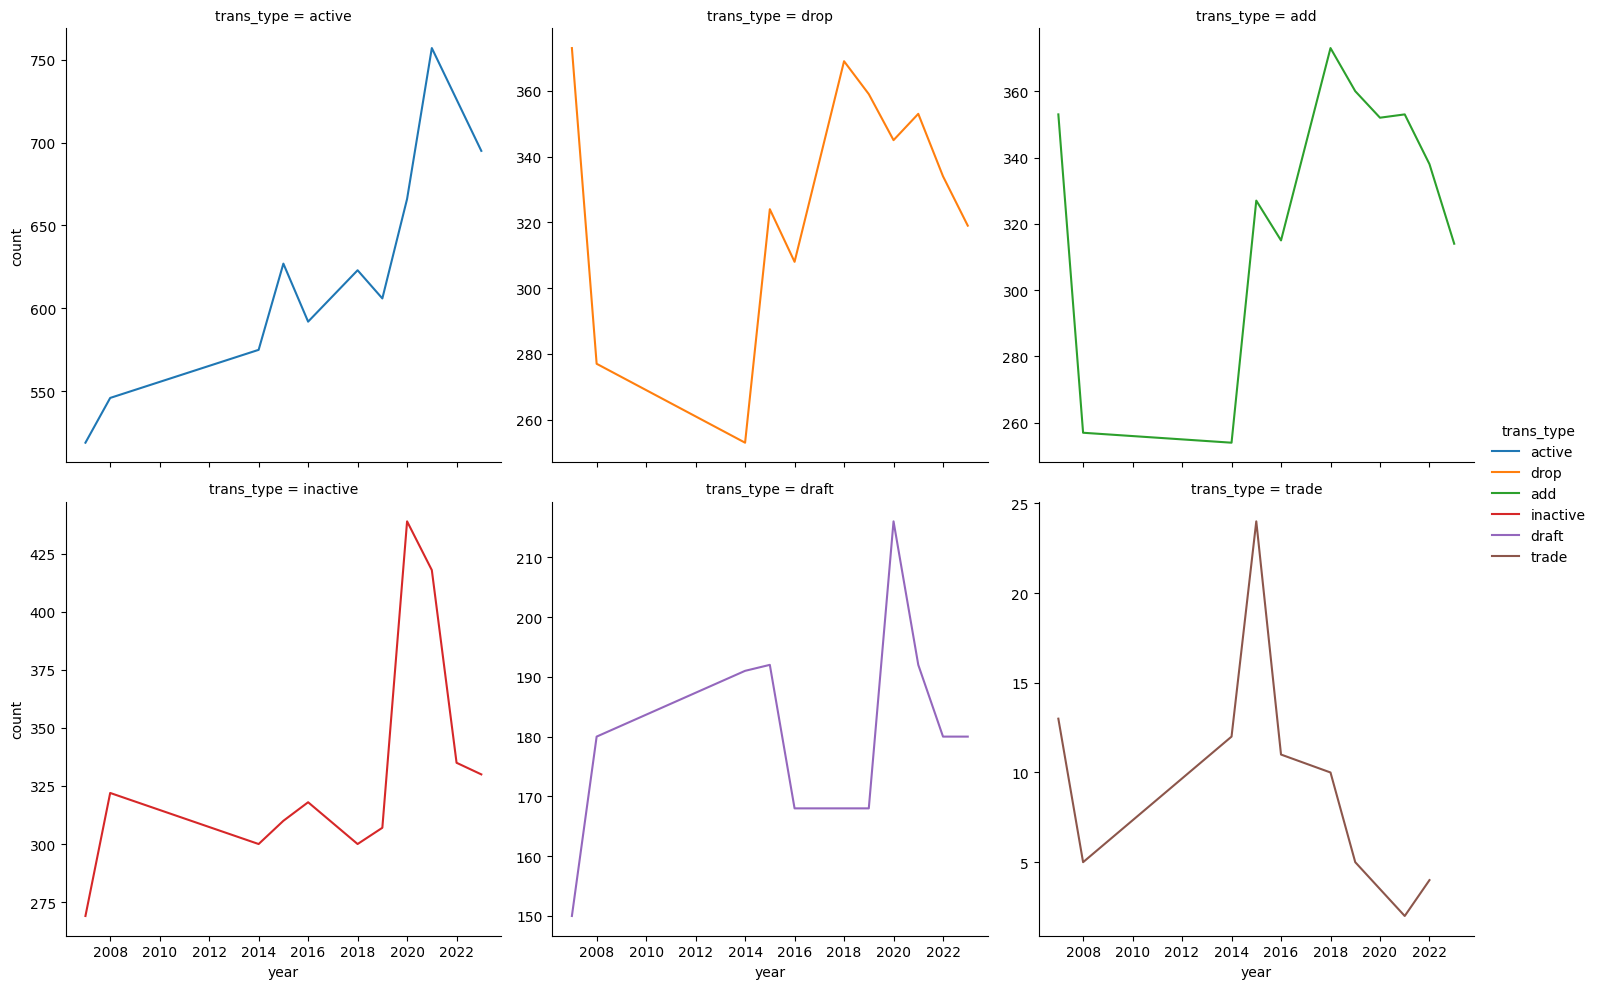 trans_type = active
750
700
650
600
550
count
trans_type = drop
360
340
320
300
280
260
trans_type = add
360
340
320
300
280
260
trans_type = inactive
425
400
375
350
325
300
275
count
2008 2010 2012 2014 2016 2018 2020 2022
year
trans_type = draft
210
200
190
180
170
160
150
2008 2010 2012 2014 2016 2018 2020 2022
year
trans_type = trade
25
20
15
10
5
2008 2010 2012 2014 2016 2018 2020 2022
year
trans_type
active
drop
add
inactive
draft
trade